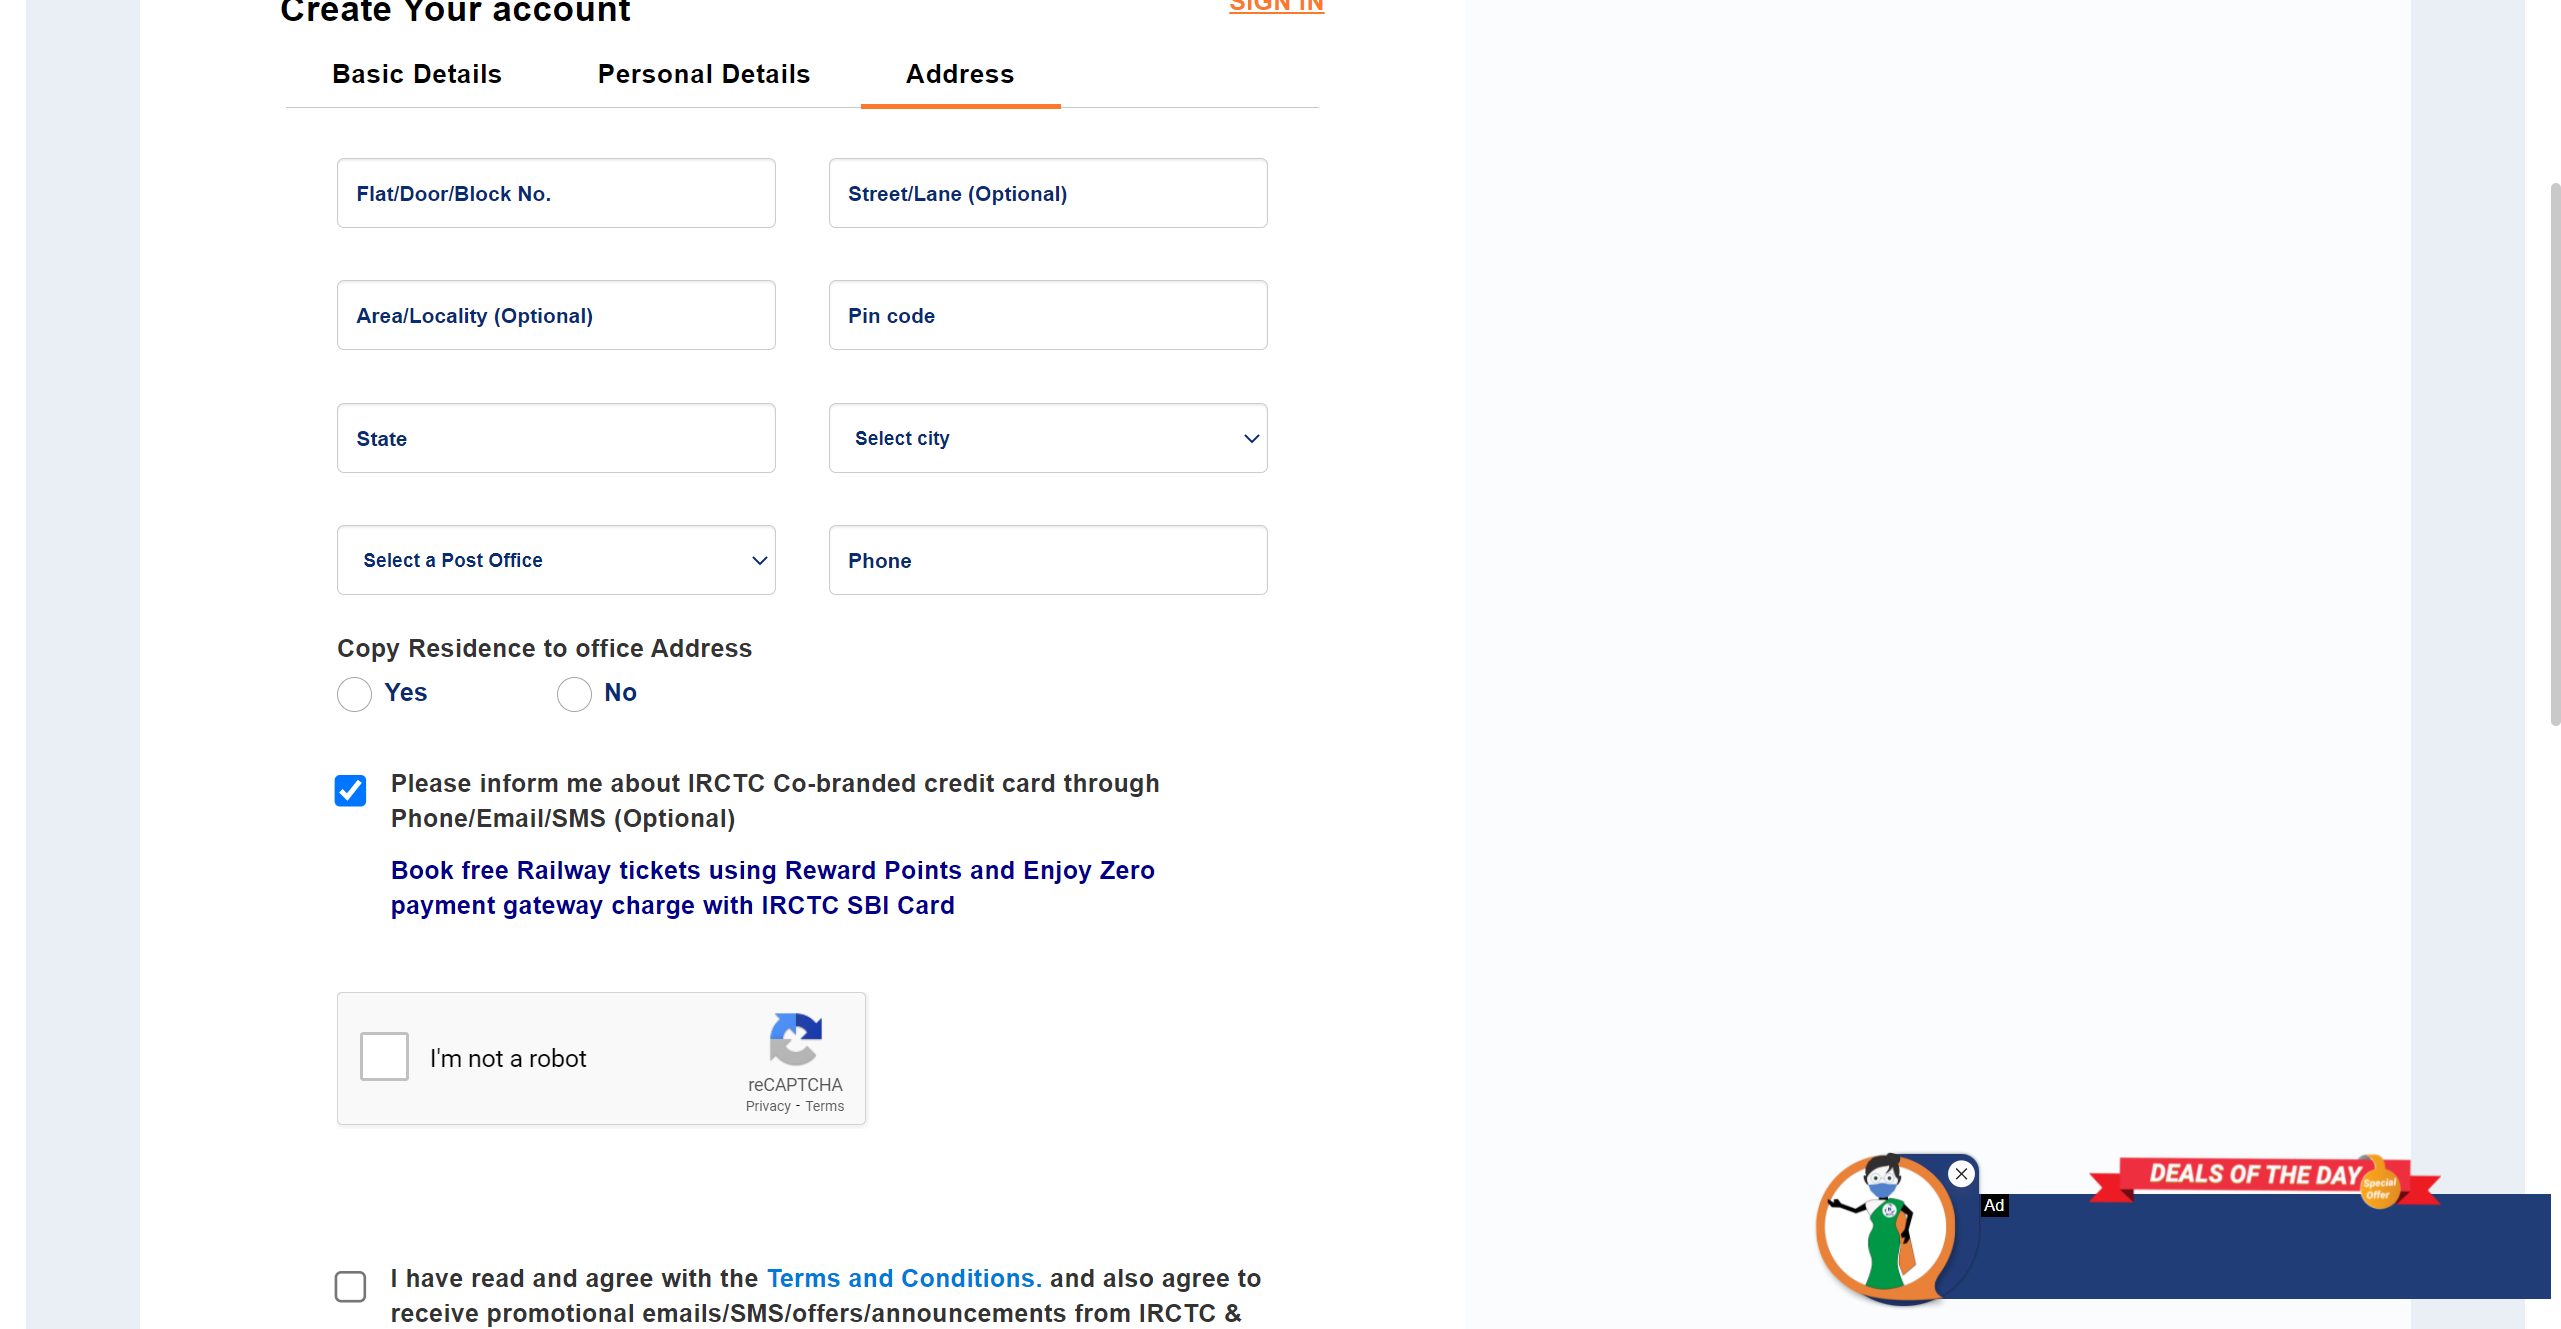 Create Your account
SIGN IN
Basic Details
Personal Details
Address
Flat/Door/Block No.
Street/Lane (Optional)
Area/Locality (Optional)
Pin code
State
Select city
Select a Post Office
Phone
Copy Residence to office Address
Yes
No
Please inform me about IRCTC Co-branded credit card through
Phone/Email/SMS (Optional)
Book free Railway tickets using Reward Points and Enjoy Zero
payment gateway charge with IRCTC SBI Card
I'm not a robot
reCAPTCHA
Privacy - Terms
DEALS OF THE DAY
Special
Offer
Ad
I have read and agree with the Terms and Conditions. and also agree to
receive promotional emails/SMS/offers/announcements from IRCTC &